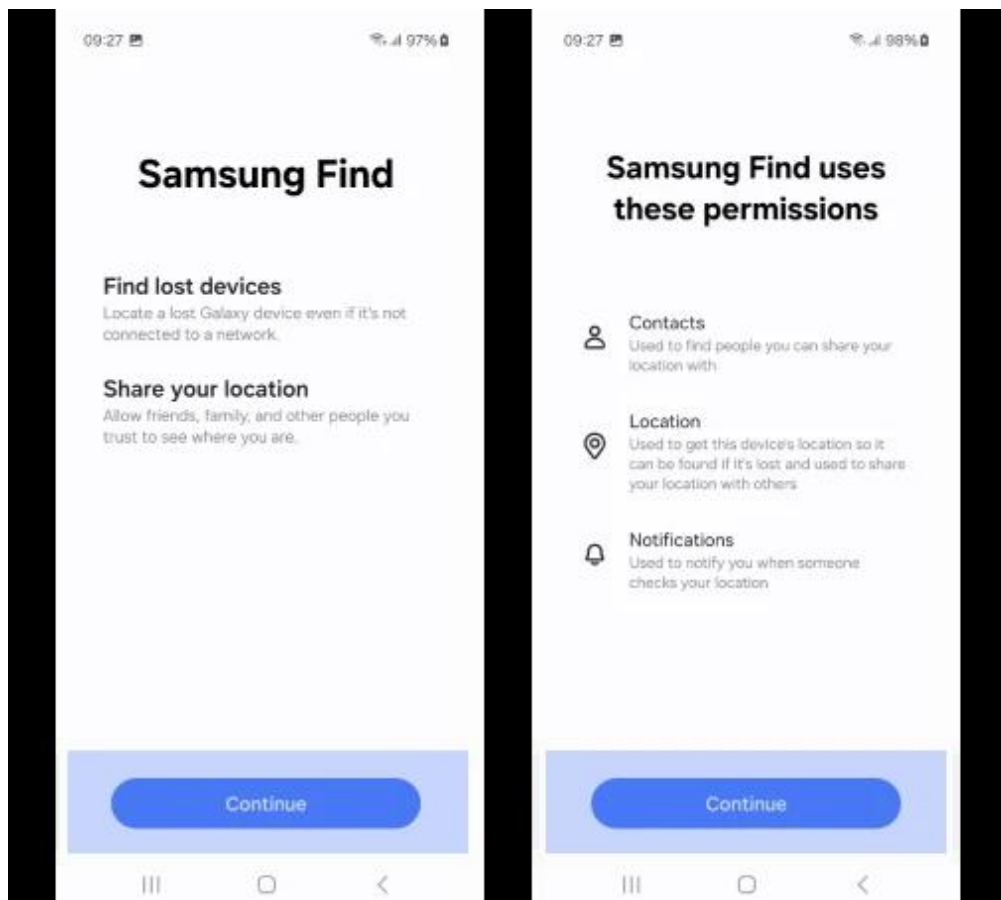 09:27 97%
Samsung Find
Find lost devices
Locate a lost Galaxy device even if it's not
connected to a network.
Share your location
Allow friends, family, and other people you
trust to see where you are.
Continue
09:27 98%
Samsung Find uses
these permissions
Contacts
Used to find people you can share your
location with
Location
Used to get this device's location so it
can be found if it's lost and used to share
your location with others
Notifications
Used to notify you when someone
checks your location
Continue